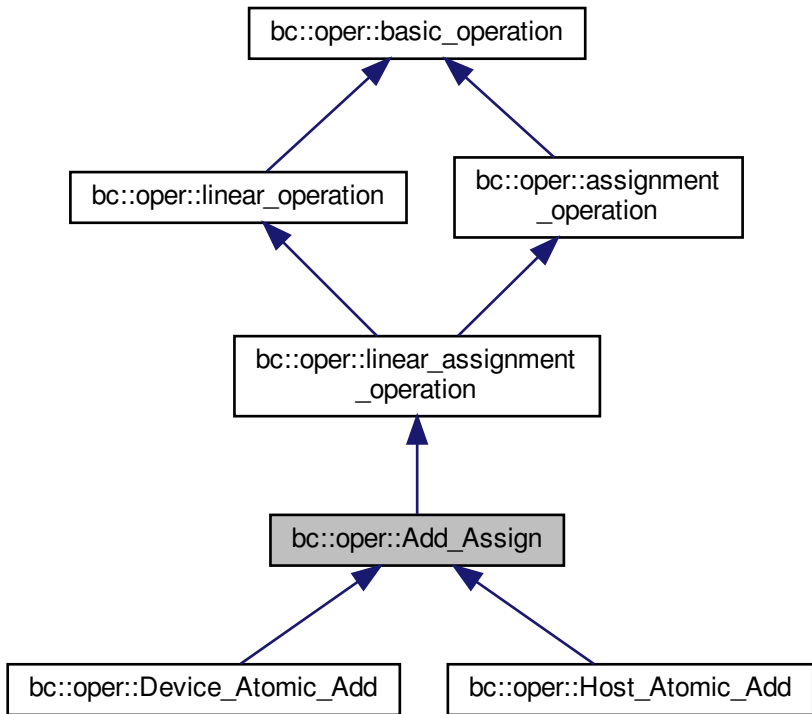 bc::oper::basic_operation
bc::oper::linear_operation
bc::oper::assignment
_operation
bc::oper::linear_assignment
_operation
bc::oper::Add_Assign
bc::oper::Device_Atomic_Add
bc::oper::Host_Atomic_Add